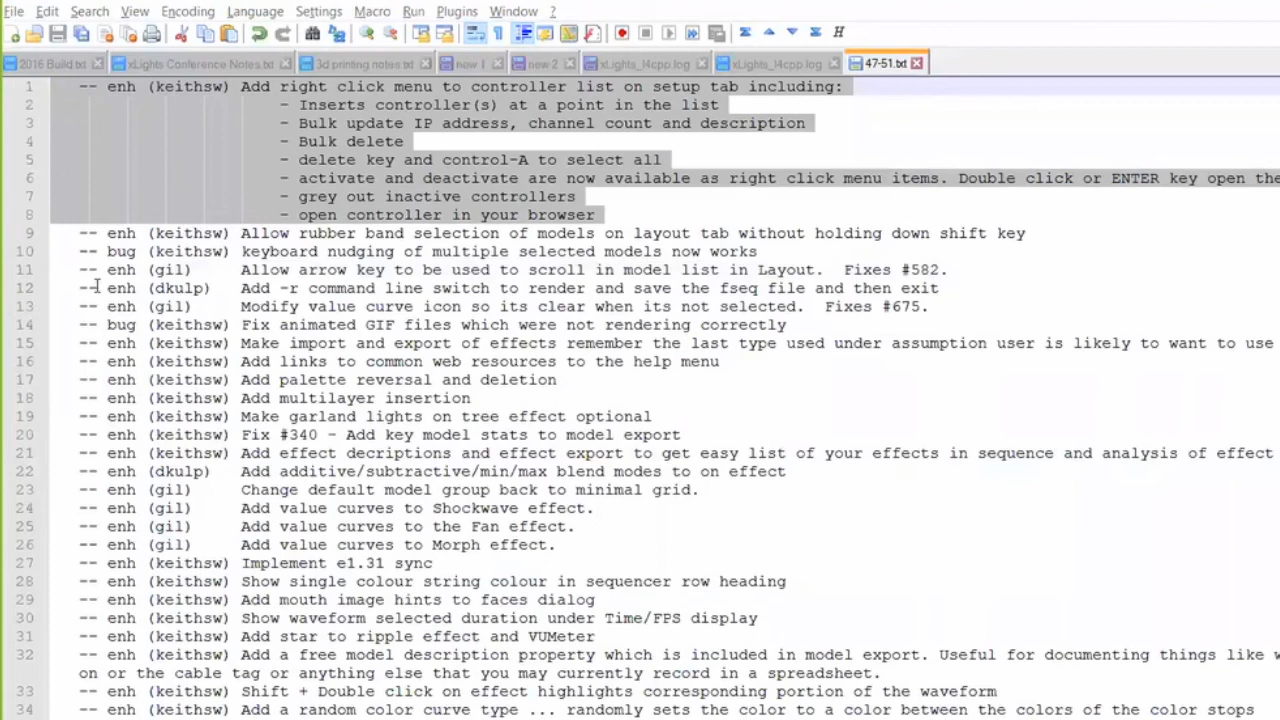 File Edit Search View Encoding Language Settings Macro Run Plugins Window ?
2016 Build.txt xLights Conference Notes.txt 3d printing notes.txt new 1 new 2 xLights_l4cpp.log xLights_l4cpp.log 47-51.txt
1 -- enh (keithsw) Add right click menu to controller list on setup tab including:
2 - Inserts controller(s) at a point in the list
3 - Bulk update IP address, channel count and description
4 - Bulk delete
5 - delete key and control-A to select all
6 - activate and deactivate are now available as right click menu items. Double click or ENTER key open the
7 - grey out inactive controllers
8 - open controller in your browser
9 -- enh (keithsw) Allow rubber band selection of models on layout tab without holding down shift key
10 -- bug (keithsw) keyboard nudging of multiple selected models now works
11 -- enh (gil) Allow arrow key to be used to scroll in model list in Layout. Fixes #582.
12 -- enh (dkulp) Add -r command line switch to render and save the fseq file and then exit
13 -- enh (gil) Modify value curve icon so its clear when its not selected. Fixes #675.
14 -- bug (keithsw) Fix animated GIF files which were not rendering correctly
15 -- enh (keithsw) Make import and export of effects remember the last type used under assumption user is likely to want to use
16 -- enh (keithsw) Add links to common web resources to the help menu
17 -- enh (keithsw) Add palette reversal and deletion
18 -- enh (keithsw) Add multilayer insertion
19 -- enh (keithsw) Make garland lights on tree effect optional
20 -- enh (keithsw) Fix #340 - Add key model stats to model export
21 -- enh (keithsw) Add effect decriptions and effect export to get easy list of your effects in sequence and analysis of effect
22 -- enh (dkulp) Add additive/subtractive/min/max blend modes to on effect
23 -- enh (gil) Change default model group back to minimal grid.
24 -- enh (gil) Add value curves to Shockwave effect.
25 -- enh (gil) Add value curves to the Fan effect.
26 -- enh (gil) Add value curves to Morph effect.
27 -- enh (keithsw) Implement e1.31 sync
28 -- enh (keithsw) Show single colour string colour in sequencer row heading
29 -- enh (keithsw) Add mouth image hints to faces dialog
30 -- enh (keithsw) Show waveform selected duration under Time/FPS display
31 -- enh (keithsw) Add star to ripple effect and VUMeter
32 -- enh (keithsw) Add a free model description property which is included in model export. Useful for documenting things like w
on or the cable tag or anything else that you may currently record in a spreadsheet.
33 -- enh (keithsw) Shift + Double click on effect highlights corresponding portion of the waveform
34 -- enh (keithsw) Add a random color curve type ... randomly sets the color to a color between the colors of the color stops